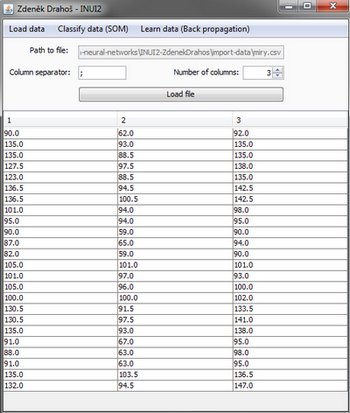 Zdeněk Drahoš - INUI2
Load data Classify data (SOM) Learn data (Back propagation)
Path to file: -neural-networks\INUI2-ZdenekDrahos\import-data\miry.csv
Column separator: ; Number of columns: 3
Load file
1 2 3
90.0 62.0 92.0
135.0 93.0 135.0
135.0 88.5 135.0
127.5 97.5 138.0
123.0 88.5 135.0
136.5 94.5 142.5
136.5 100.5 142.5
101.0 94.0 98.0
95.0 94.0 95.0
90.0 59.0 90.0
87.0 65.0 94.0
82.0 59.0 90.0
105.0 101.0 101.0
101.0 97.0 93.0
105.0 96.0 100.0
100.0 100.0 102.0
130.5 91.5 133.5
130.5 97.5 141.0
135.0 93.0 138.0
91.0 67.0 95.0
88.0 63.0 98.0
91.0 63.0 95.0
135.0 103.5 136.5
132.0 94.5 147.0